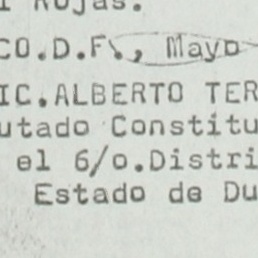 l Rojas.
CO.D.F., Mayo
IC.ALBERTO TER
utado Constitu
el 6/o.Distri
Estado de Du